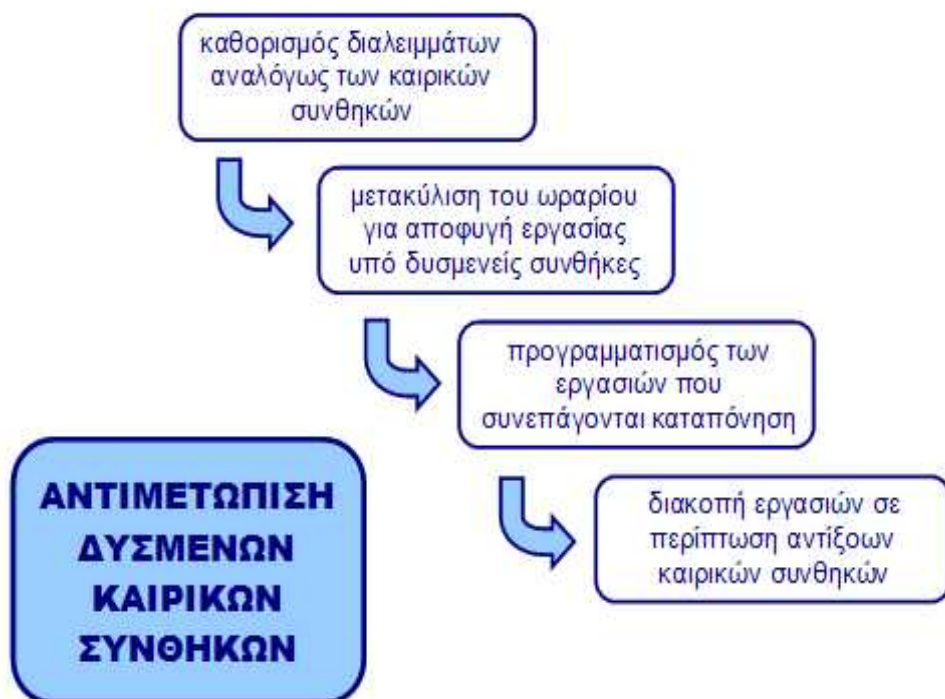 καθορισμός διαλειμμάτων
αναλόγως των καιρικών
συνθηκών
μετακύλιση του ωραρίου
για αποφυγή εργασίας
υπό δυσμενείς συνθήκες
προγραμματισμός των
εργασιών που
συνεπάγονται καταπόνηση
διακοπή εργασιών σε
περίπτωση αντίξοων
καιρικών συνθηκών
ΑΝΤΙΜΕΤΩΠΙΣΗ
ΔΥΣΜΕΝΩΝ
ΚΑΙΡΙΚΩΝ
ΣΥΝΘΗΚΩΝ